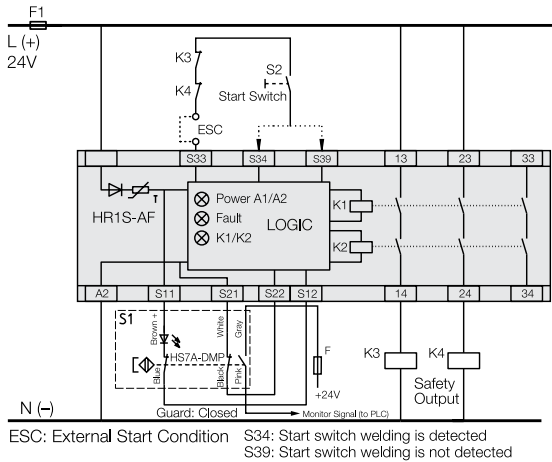 F1
L (+)
24V
K3
K4
S2
Start Switch
ESC
S33 S34 S39 13 23 33
T
HR1S-AF
Power A1/A2
Fault
K1/K2
LOGIC
K1
K2
A2 S11 S21 S22 S12 14 24 34
S1
Brown +
White
Gray
HS7A-DMP
Blue
Black
Pink
F
+24V
K3
K4
Safety
Output
Guard: Closed
Monitor Signal (to PLC)
N (–)
ESC: External Start Condition
S34: Start switch welding is detected
S39: Start switch welding is not detected